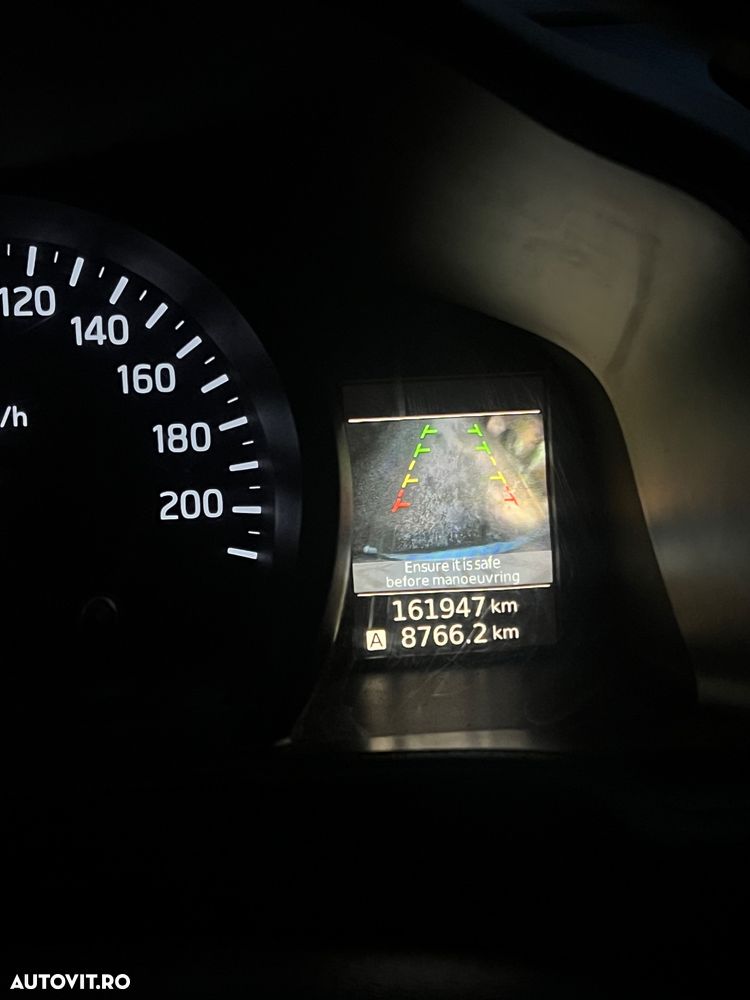 120
140
160
/h
180
200
Ensure it is safe
before manoeuvring
161947 km
A 8766.2 km
AUTOVIT.RO